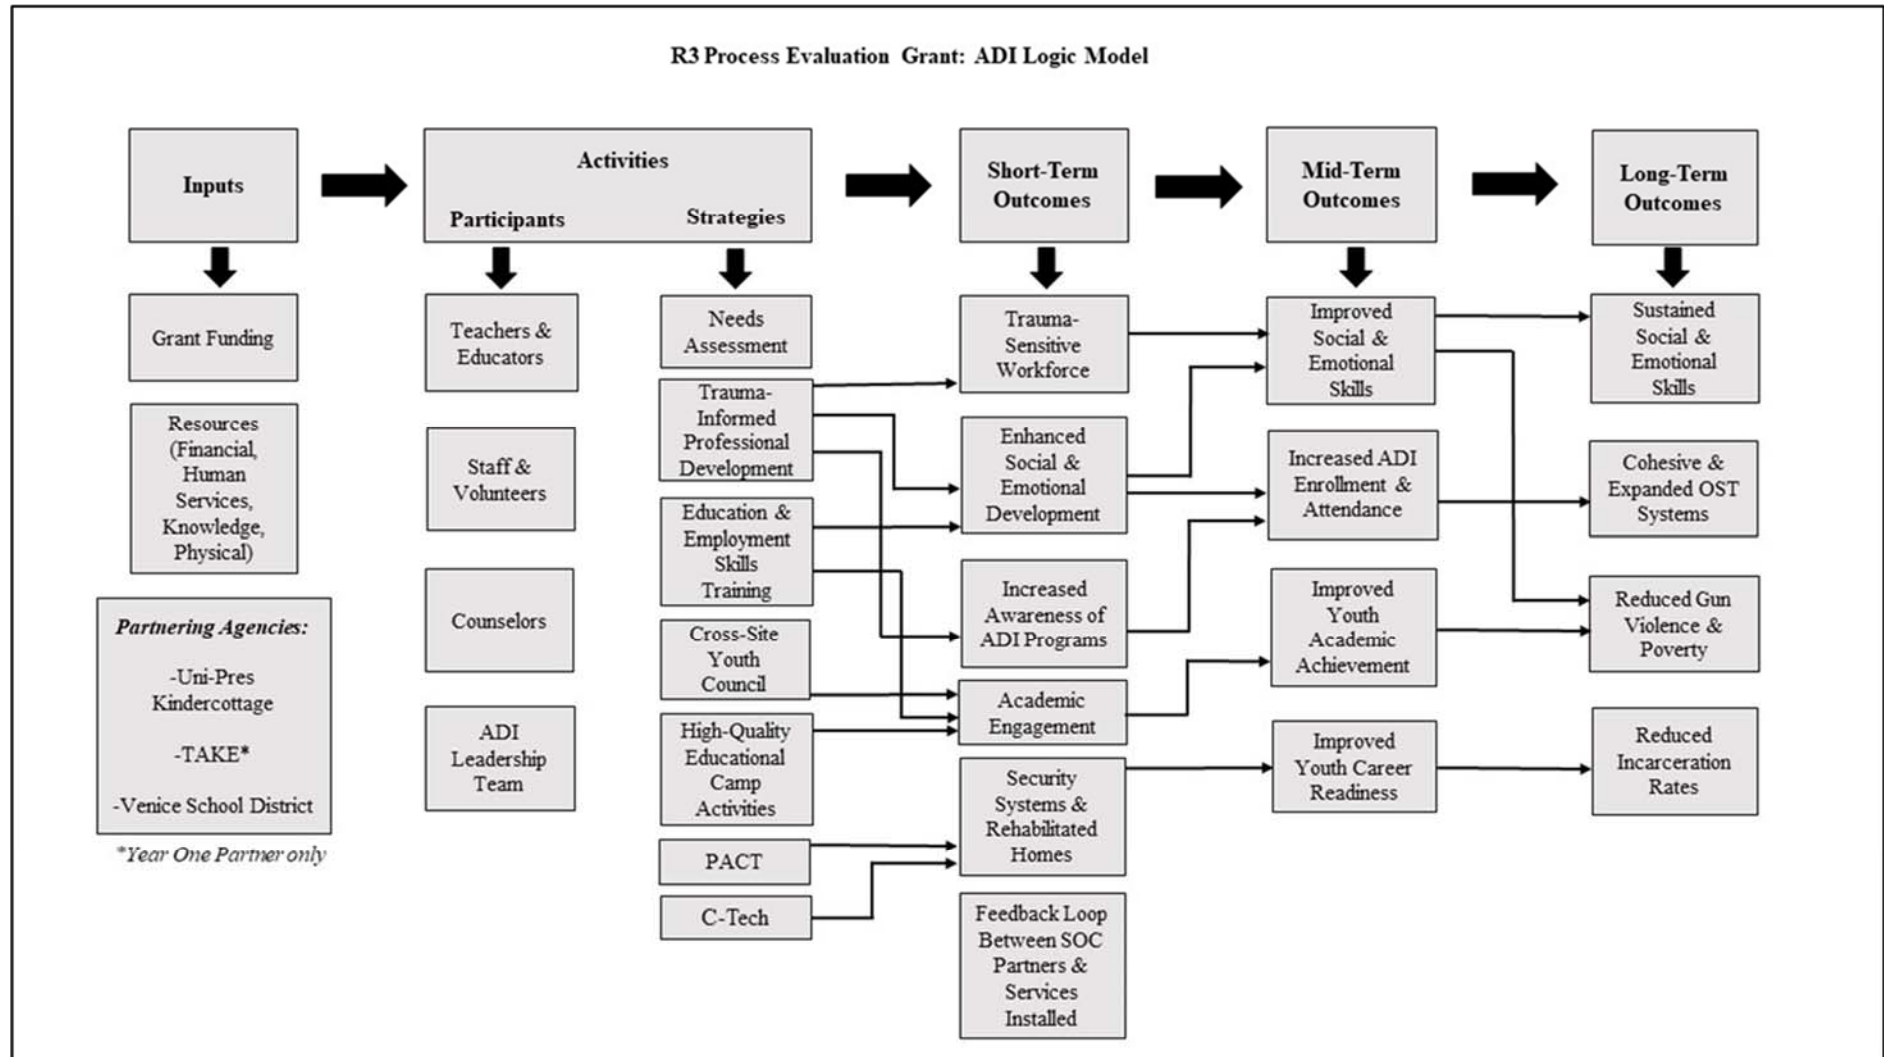 R3 Process Evaluation Grant: ADI Logic Model
Inputs
Activities
Participants
Strategies
Short-Term
Outcomes
Mid-Term
Outcomes
Long-Term
Outcomes
Grant Funding
Resources
(Financial,
Human
Services,
Knowledge,
Physical)
Partnering Agencies:
-Uni-Pres
Kindercottage
-TAKE*
-Venice School District
*Year One Partner only
Teachers &
Educators
Staff &
Volunteers
Counselors
ADI
Leadership
Team
Needs
Assessment
Trauma-
Informed
Professional
Development
Education &
Employment
Skills
Training
Cross-Site
Youth
Council
High-Quality
Educational
Camp
Activities
PACT
C-Tech
Trauma-
Sensitive
Workforce
Enhanced
Social &
Emotional
Development
Increased
Awareness of
ADI Programs
Academic
Engagement
Security
Systems &
Rehabilitated
Homes
Feedback Loop
Between SOC
Partners &
Services
Installed
Improved
Social &
Emotional
Skills
Increased ADI
Enrollment &
Attendance
Improved
Youth
Academic
Achievement
Improved
Youth Career
Readiness
Sustained
Social &
Emotional
Skills
Cohesive &
Expanded OST
Systems
Reduced Gun
Violence &
Poverty
Reduced
Incarceration
Rates